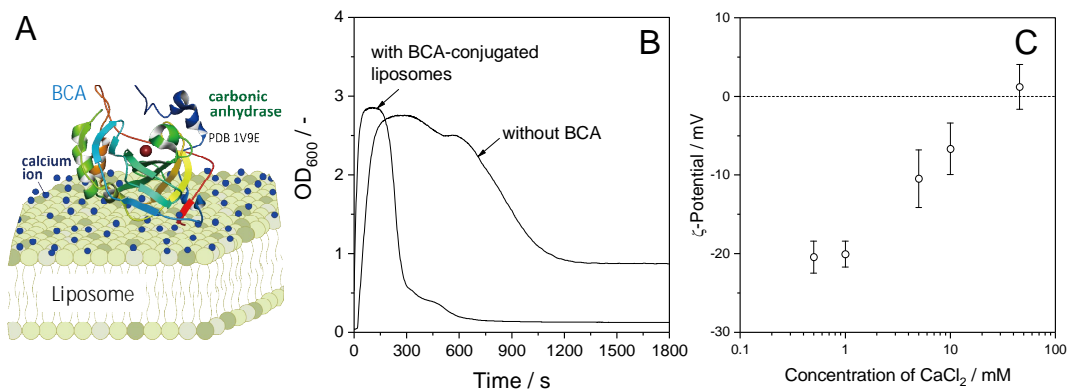 A
BCA
carbonic
anhydrase
PDB 1V9E
calcium
ion
Liposome
B
with BCA-conjugated
liposomes
without BCA
OD600 / -
4
3
2
1
0
0 300 600 900 1200 1500 1800
Time / s
C
ζ-Potential / mV
10
0
-10
-20
-30
0.1 1 10 100
Concentration of CaCl2 / mM